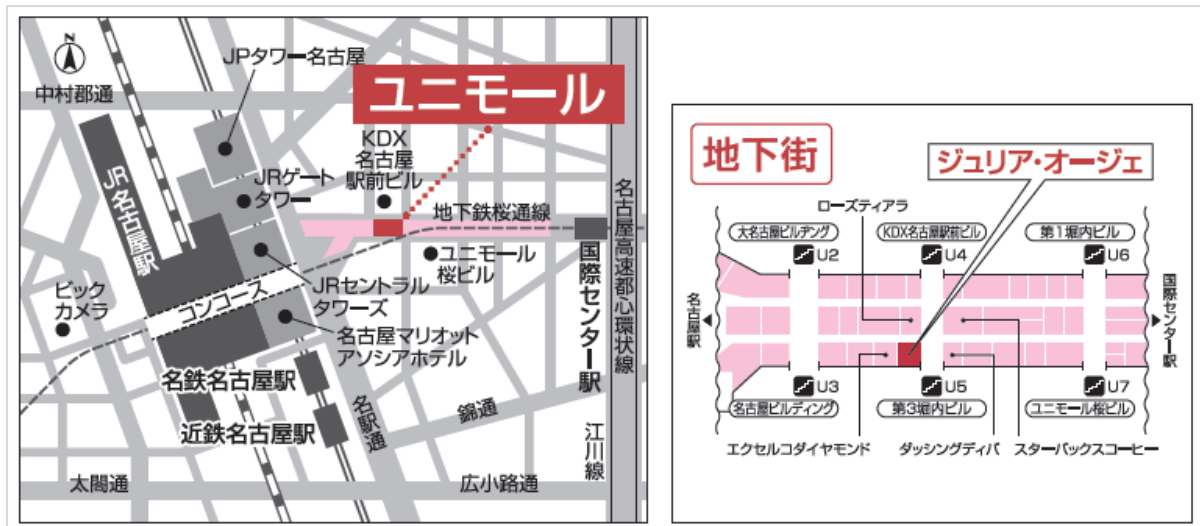 N
JPタワー名古屋
中村郡通
ユニモール
KDX
名古屋
駅前ビル
JR名古屋駅
JRゲート
タワー
地下鉄桜通線
名古屋高速都心環状線
ユニモール
桜ビル
国際センター駅
ビック
カメラ
コンコース
JRセントラル
タワーズ
名古屋マリオット
アソシアホテル
名鉄名古屋駅
近鉄名古屋駅
名駅通
錦通
江川線
太閤通
広小路通
地下街
ジュリア・オージェ
ローズティアラ
大名古屋ビルヂング
KDX名古屋駅前ビル
第1堀内ビル
U2
U4
U6
名古屋駅
国際センター駅
U3
U5
U7
名古屋ビルディング
第3堀内ビル
ユニモール桜ビル
エクセルコダイヤモンド
ダッシングディバ
スターバックスコーヒー